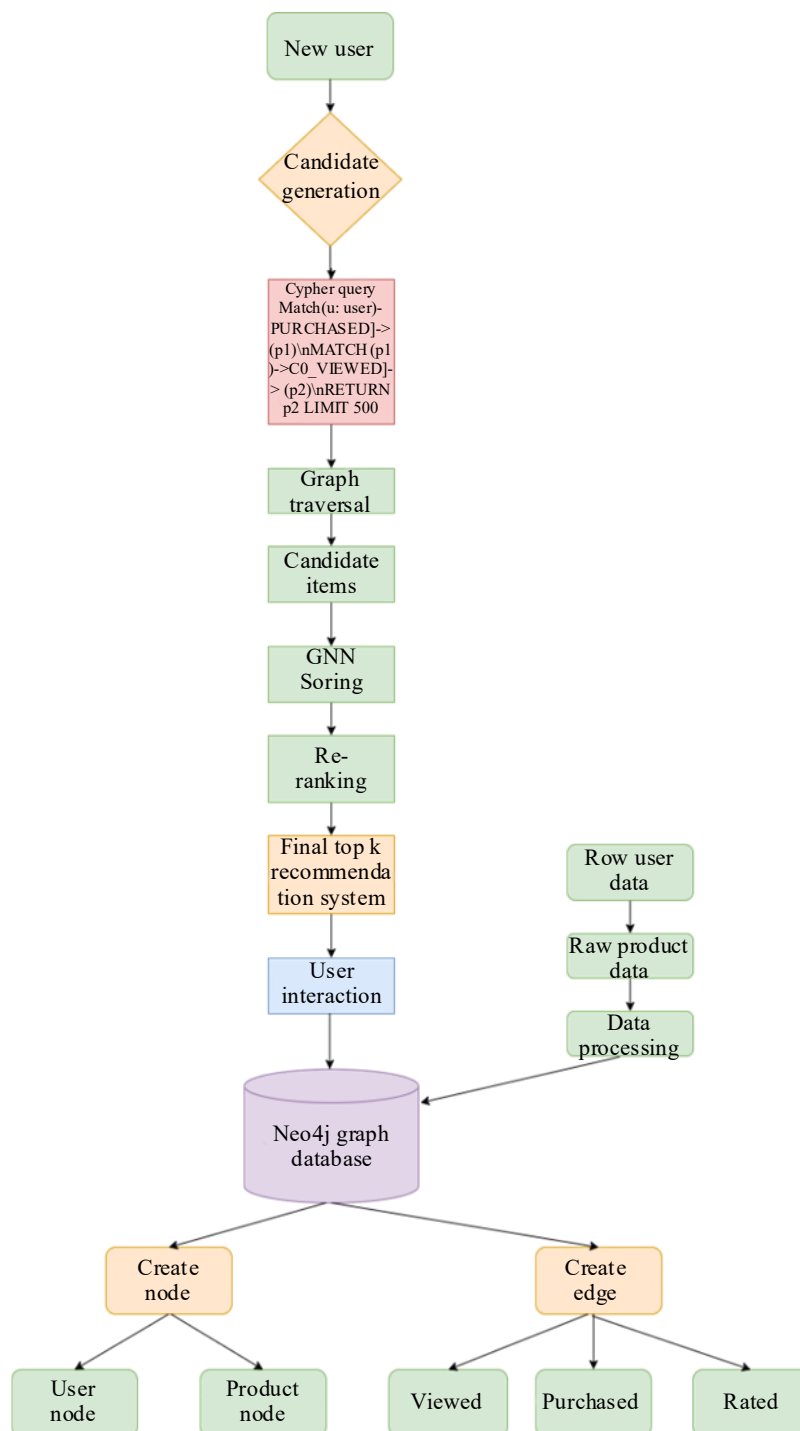 New user
Candidate
generation
Cypher query
Match(u: user)-
PURCHASED]->
(p1)\nMATCH (p1
)->C0_VIEWED]-
> (p2)\nRETURN
p2 LIMIT 500
Graph
traversal
Candidate
items
GNN
Soring
Re-
ranking
Final top k
recommenda
tion system
User
interaction
Row user
data
Raw product
data
Data
processing
Neo4j graph
database
Create
node
Create
edge
User
node
Product
node
Viewed
Purchased
Rated